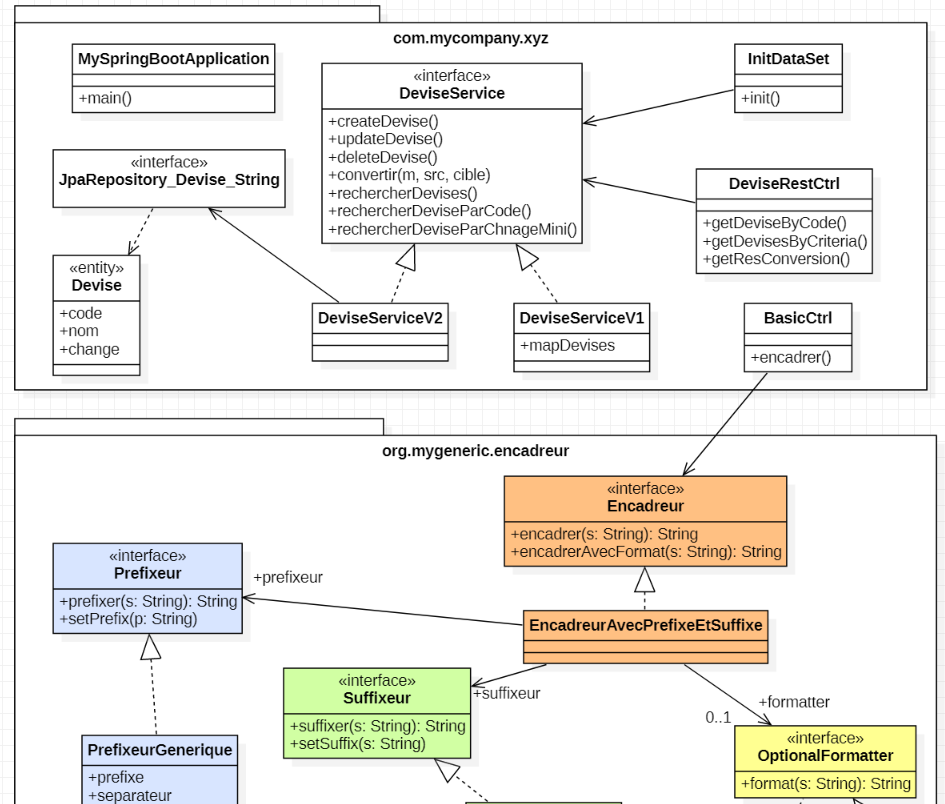 com.mycompany.xyz
MySpringBootApplication
+main()
«interface»
DeviseService
+createDevise()
+updateDevise()
+deleteDevise()
+convertir(m, src, cible)
+rechercherDevises()
+rechercherDeviseParCode()
+rechercherDeviseParChnageMini()
InitDataSet
+init()
«interface»
JpaRepository_Devise_String
DeviseRestCtrl
+getDeviseByCode()
+getDevisesByCriteria()
+getResConversion()
«entity»
Devise
+code
+nom
+change
DeviseServiceV2
DeviseServiceV1
+mapDevises
BasicCtrl
+encadrer()
org.mygeneric.encadreur
«interface»
Encadreur
+encadrer(s: String): String
+encadrerAvecFormat(s: String): String
«interface»
Prefixeur
+prefixer(s: String): String
+setPrefix(p: String)
+prefixeur
EncadreurAvecPrefixeEtSuffixe
«interface»
Suffixeur
+suffixer(s: String): String
+setSuffix(s: String)
+suffixeur
+formatter
0..1
«interface»
OptionalFormatter
+format(s: String): String
PrefixeurGenerique
+prefixe
+separateur